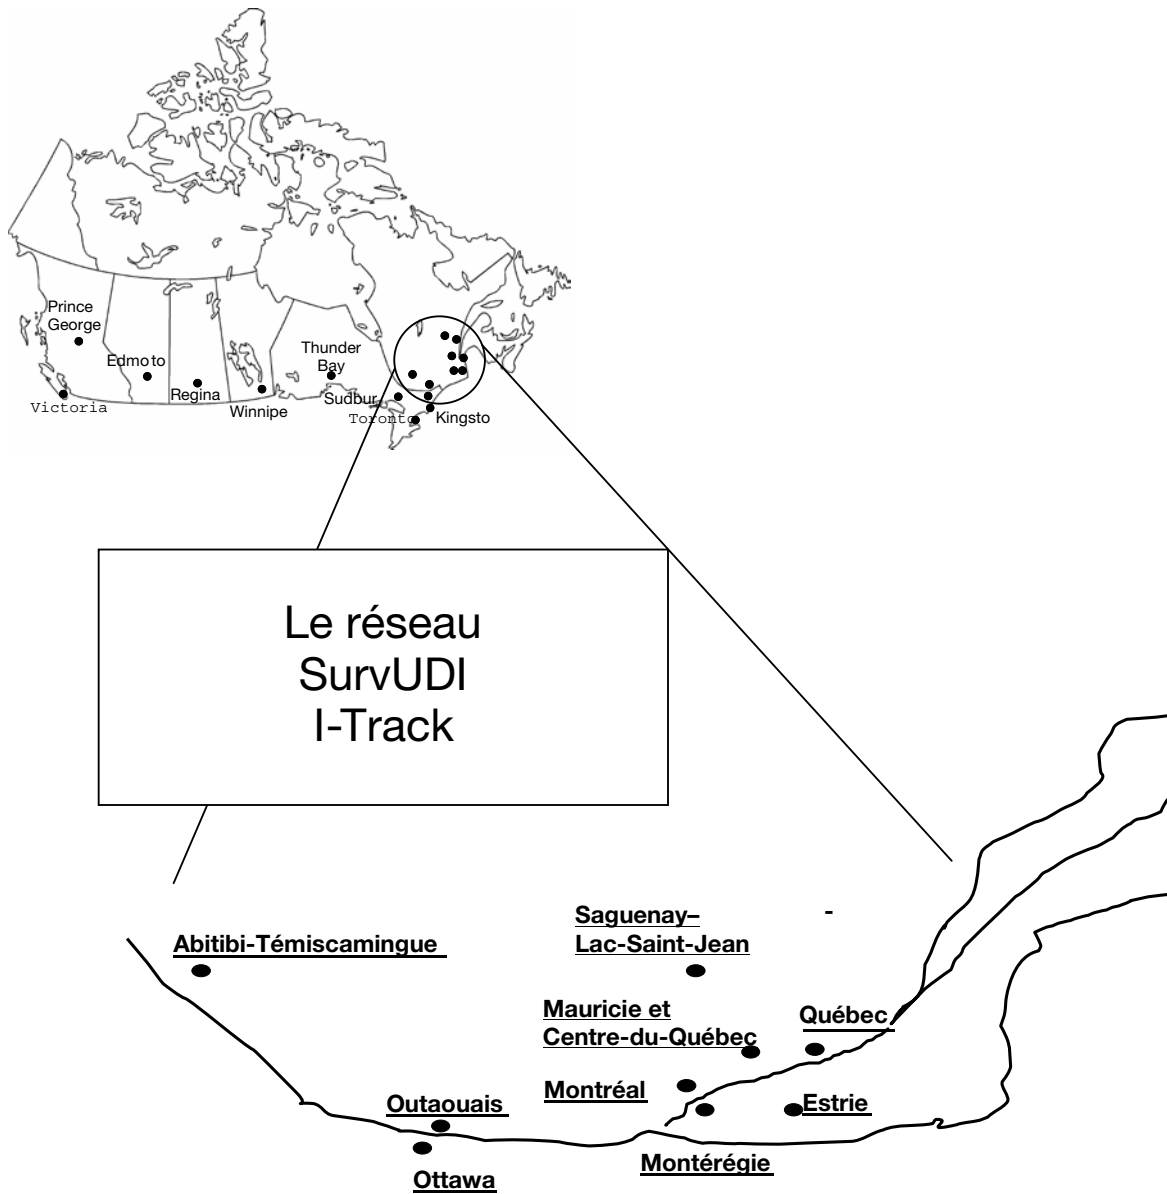 Prince
George
Edmoto
Regina
Victoria
Winnipe
Thunder
Bay
Sudbur
Toronto
Kingsto
Le réseau
SurvUDI
I-Track
Saguenay–
Lac-Saint-Jean
-
Abitibi-Témiscamingue
Mauricie et
Centre-du-Québec
Québec
Montréal
Outaouais
Estrie
Montérégie
Ottawa